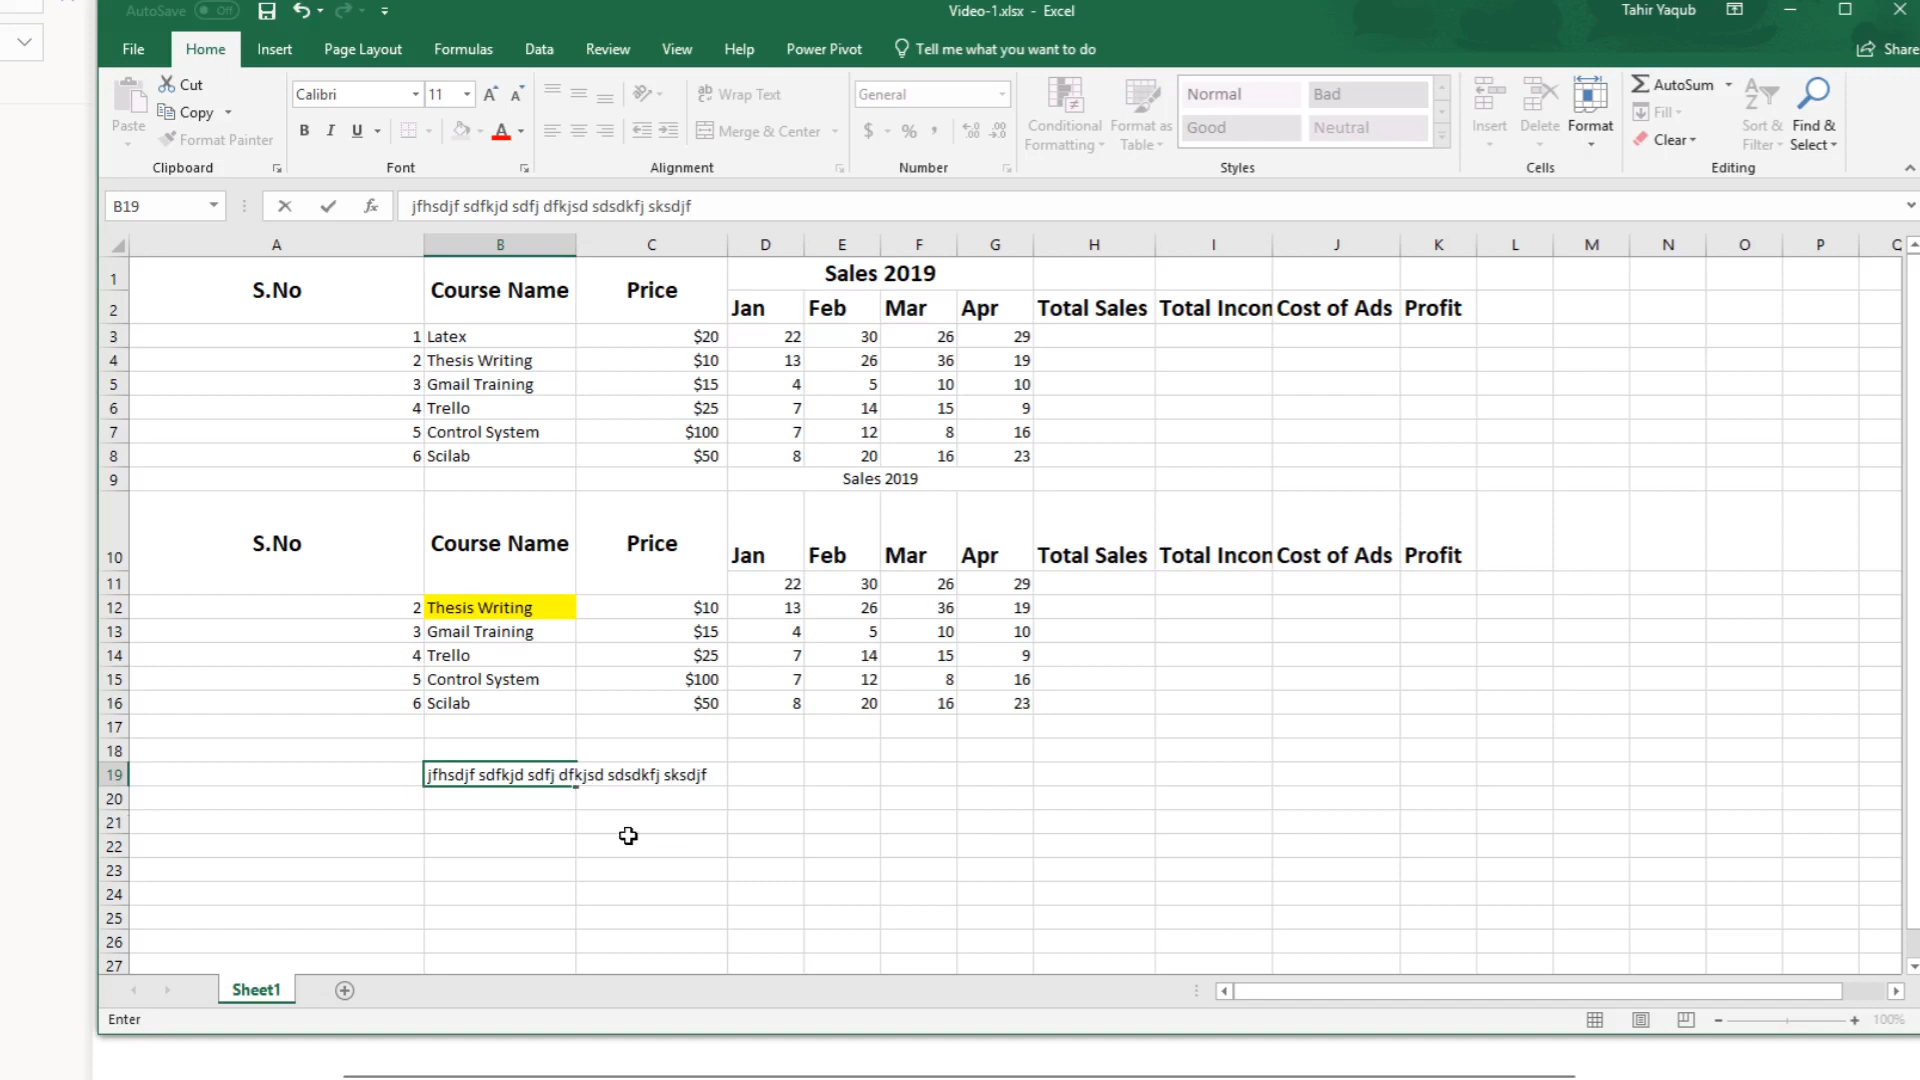 AutoSave Off Video-1.xlsx - Excel Tahir Yaqub
File Home Insert Page Layout Formulas Data Review View Help Power Pivot Tell me what you want to do Share
Paste Cut Copy Format Painter Clipboard
Calibri 11 B I U A Font
Wrap Text Merge & Center Alignment
General $ % , Number
Conditional Formatting Format as Table Normal Bad Good Neutral Styles
Insert Delete Format Cells
AutoSum Fill Clear Sort & Filter Find & Select Editing
B19 fx jfhsdjf sdfkjd sdfj dfkjsd sdsdkfj sksdjf
A B C D E F G H I J K L M N O P
1 S.No Course Name Price Sales 2019
2 Jan Feb Mar Apr Total Sales Total Incon Cost of Ads Profit
3 1 Latex $20 22 30 26 29
4 2 Thesis Writing $10 13 26 36 19
5 3 Gmail Training $15 4 5 10 10
6 4 Trello $25 7 14 15 9
7 5 Control System $100 7 12 8 16
8 6 Scilab $50 8 20 16 23
9 Sales 2019
10 S.No Course Name Price Jan Feb Mar Apr Total Sales Total Incon Cost of Ads Profit
11 22 30 26 29
12 2 Thesis Writing $10 13 26 36 19
13 3 Gmail Training $15 4 5 10 10
14 4 Trello $25 7 14 15 9
15 5 Control System $100 7 12 8 16
16 6 Scilab $50 8 20 16 23
17
18
19 jfhsdjf sdfkjd sdfj dfkjsd sdsdkfj sksdjf
20
21
22
23
24
25
26
27
Sheet1
Enter 100%